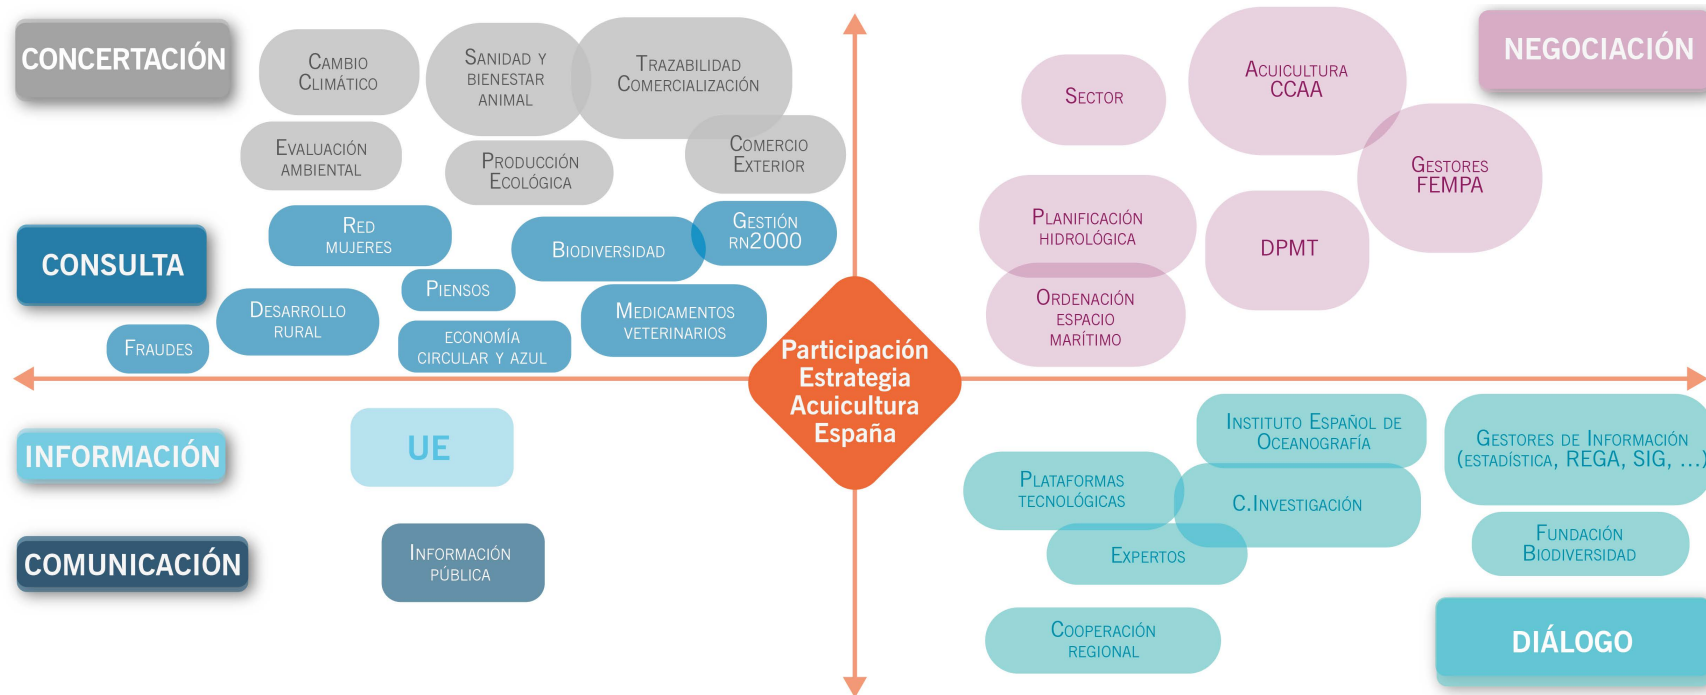 CONCERTACIÓN
CAMBIO
CLIMÁTICO
SANIDAD Y
BIENESTAR
ANIMAL
TRAZABILIDAD
COMERCIALIZACIÓN
EVALUACIÓN
AMBIENTAL
PRODUCCIÓN
ECOLÓGICA
COMERCIO
EXTERIOR
CONSULTA
RED
MUJERES
BIODIVERSIDAD
GESTIÓN
RN2000
PIENSOS
DESARROLLO
RURAL
MEDICAMENTOS
VETERINARIOS
FRAUDES
ECONOMÍA
CIRCULAR Y AZUL
NEGOCIACIÓN
SECTOR
ACUICULTURA
CCAA
GESTORES
FEMPA
PLANIFICACIÓN
HIDROLÓGICA
DPMT
ORDENACIÓN
ESPACIO
MARÍTIMO
Participación
Estrategia
Acuicultura
España
INFORMACIÓN
UE
COMUNICACIÓN
INFORMACIÓN
PÚBLICA
INSTITUTO ESPAÑOL DE
OCEANOGRAFÍA
GESTORES DE INFORMACIÓN
(ESTADÍSTICA, REGA, SIG, ...)
PLATAFORMAS
TECNOLÓGICAS
C.INVESTIGACIÓN
EXPERTOS
FUNDACIÓN
BIODIVERSIDAD
COOPERACIÓN
REGIONAL
DIÁLOGO